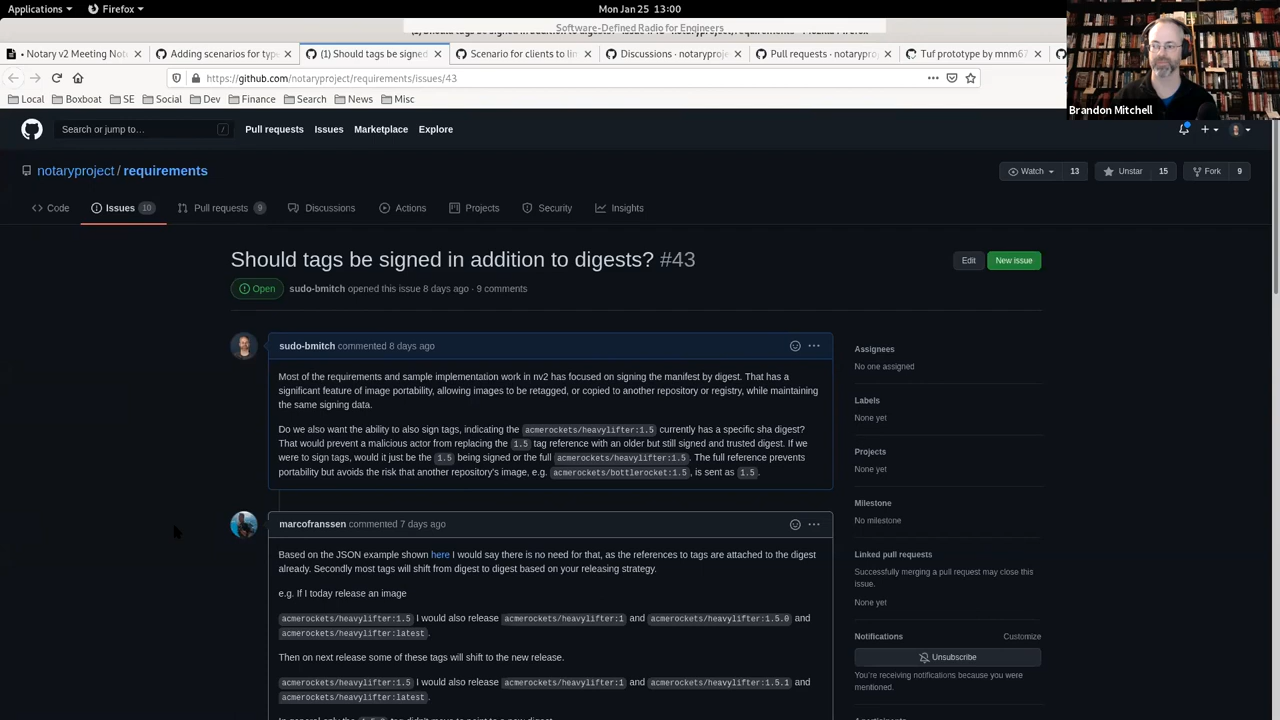 Applications Firefox Mon Jan 25 13:00
Software-Defined Radio for Engineers
Notary v2 Meeting Not
Adding scenarios for type
(1) Should tags be signed
Scenario for clients to lin
Discussions · notaryproje
Pull requests · notarypro
Tuf prototype by mnm67
https://github.com/notaryproject/requirements/issues/43
Local Boxboat SE Social Dev Finance Search News Misc
Brandon Mitchell
Search or jump to… / Pull requests Issues Marketplace Explore
notaryproject / requirements Watch 13 Unstar 15 Fork 9
Code Issues 10 Pull requests 9 Discussions Actions Projects Security Insights
Should tags be signed in addition to digests? #43 Edit New issue
Open sudo-bmitch opened this issue 8 days ago · 9 comments
sudo-bmitch commented 8 days ago
Most of the requirements and sample implementation work in nv2 has focused on signing the manifest by digest. That has a
significant feature of image portability, allowing images to be retagged, or copied to another repository or registry, while maintaining
the same signing data.
Do we also want the ability to also sign tags, indicating the acmerockets/heavylifter:1.5 currently has a specific sha digest?
That would prevent a malicious actor from replacing the 1.5 tag reference with an older but still signed and trusted digest. If we
were to sign tags, would it just be the 1.5 being signed or the full acmerockets/heavylifter:1.5. The full reference prevents
portability but avoids the risk that another repository's image, e.g. acmerockets/bottlerocket:1.5, is sent as 1.5.
marcofranssen commented 7 days ago
Based on the JSON example shown here I would say there is no need for that, as the references to tags are attached to the digest
already. Secondly most tags will shift from digest to digest based on your releasing strategy.
e.g. If I today release an image
acmerockets/heavylifter:1.5 I would also release acmerockets/heavylifter:1 and acmerockets/heavylifter:1.5.0 and
acmerockets/heavylifter:latest.
Then on next release some of these tags will shift to the new release.
acmerockets/heavylifter:1.5 I would also release acmerockets/heavylifter:1 and acmerockets/heavylifter:1.5.1 and
acmerockets/heavylifter:latest.
Assignees
No one assigned
Labels
None yet
Projects
None yet
Milestone
No milestone
Linked pull requests
Successfully merging a pull request may close this
issue.
None yet
Notifications Customize
Unsubscribe
You're receiving notifications because you were
mentioned.